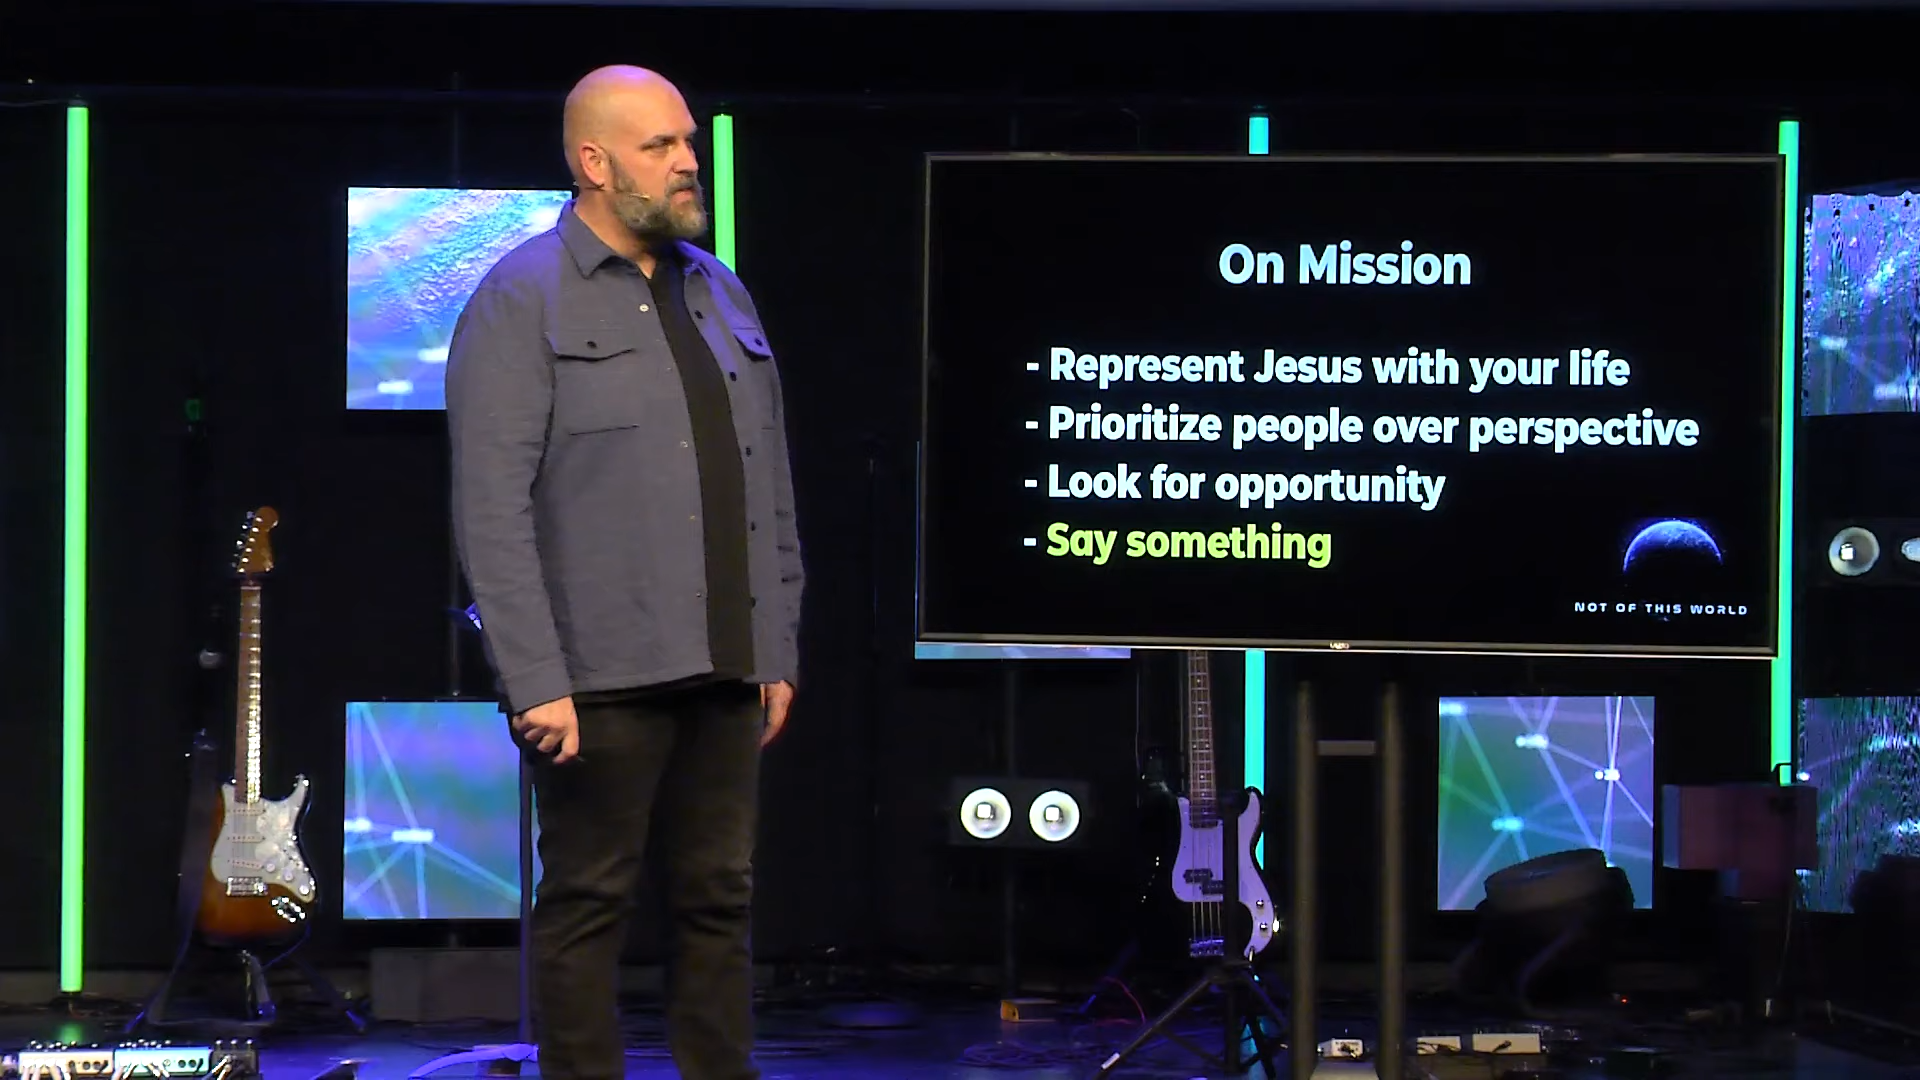 On Mission
- Represent Jesus with your life
- Prioritize people over perspective
- Look for opportunity
- Say something
NOT OF THIS WORLD